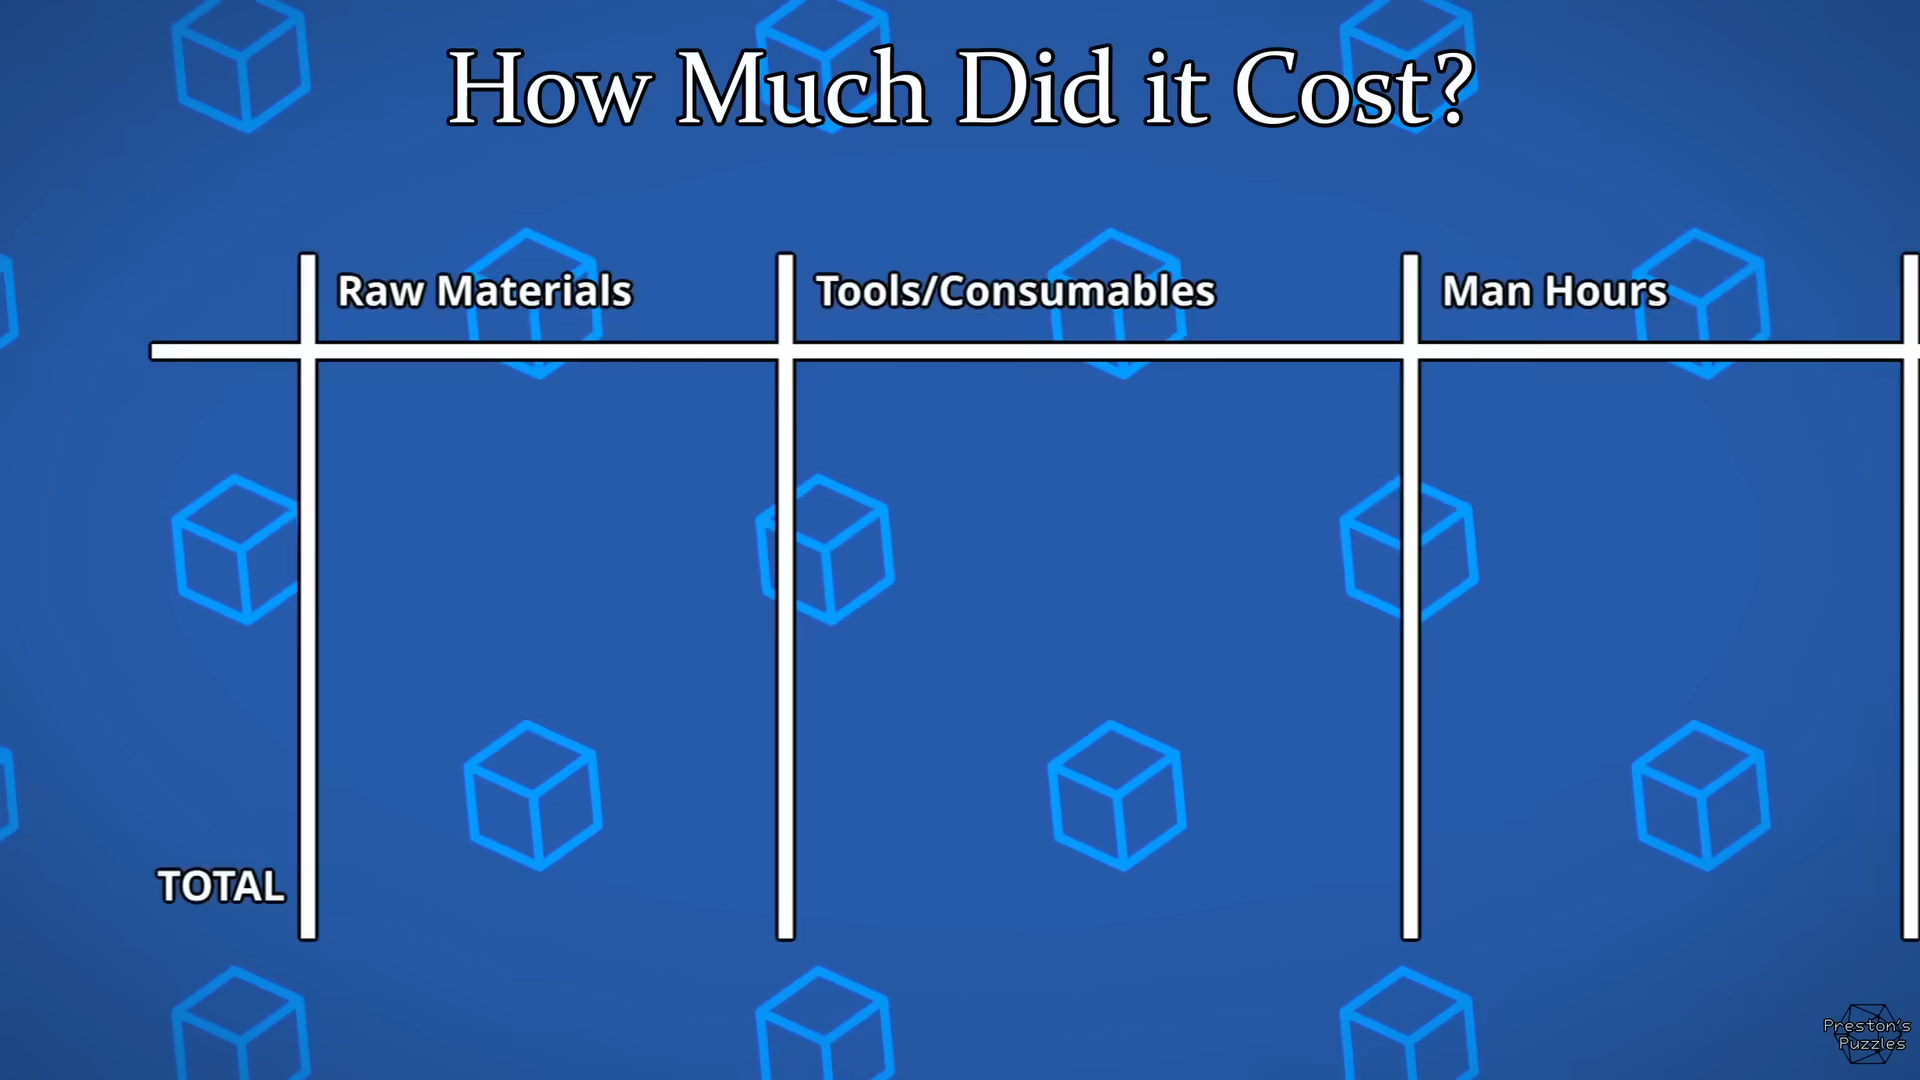 How Much Did it Cost?
Raw Materials
Tools/Consumables
Man Hours
TOTAL
Preston's
Puzzles